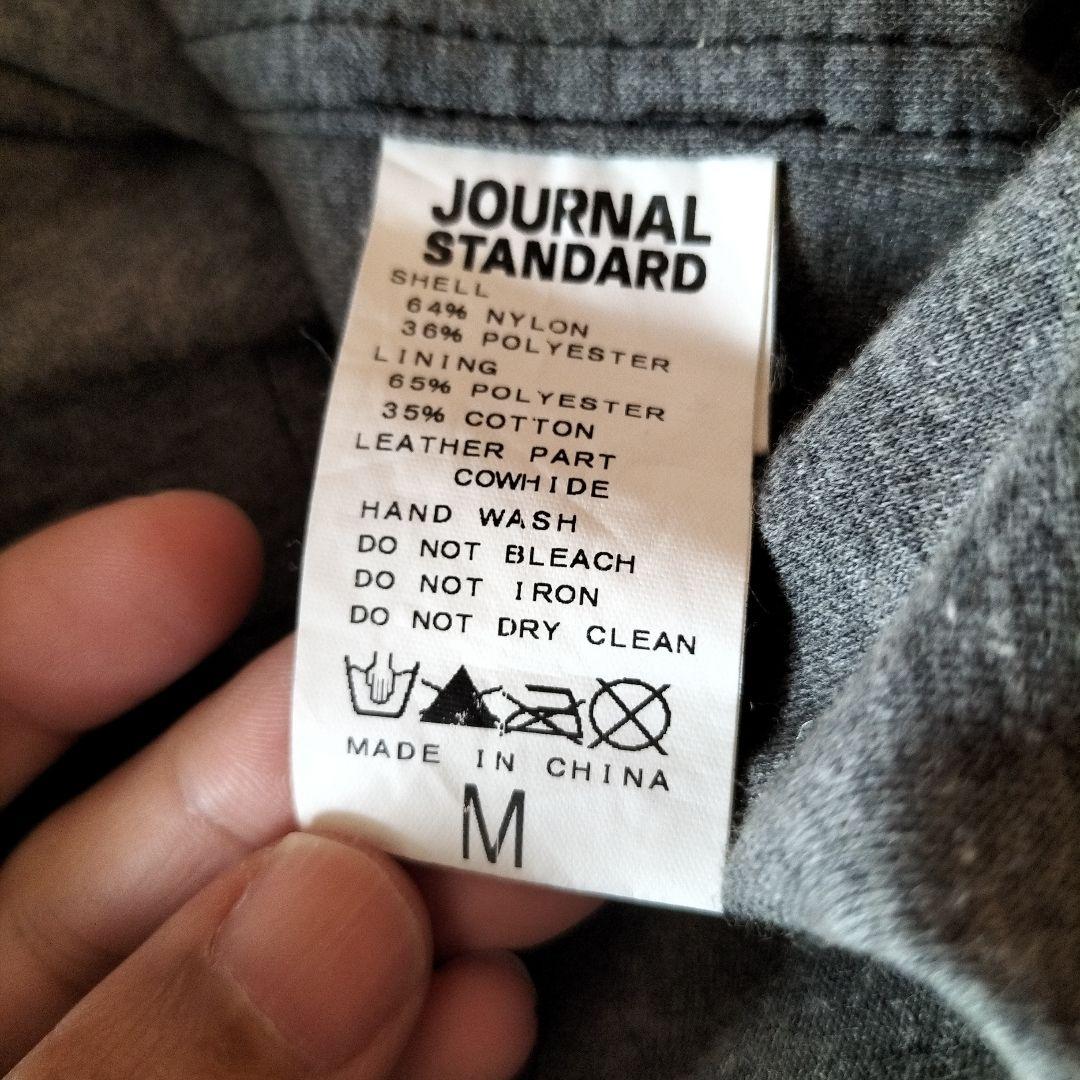 JOURNAL
STANDARD
SHELL
64% NYLON
36% POLYESTER
LINING
65% POLYESTER
35% COTTON
LEATHER PART
COWHIDE
HAND WASH
DO NOT BLEACH
DO NOT IRON
DO NOT DRY CLEAN
MADE IN CHINA
M